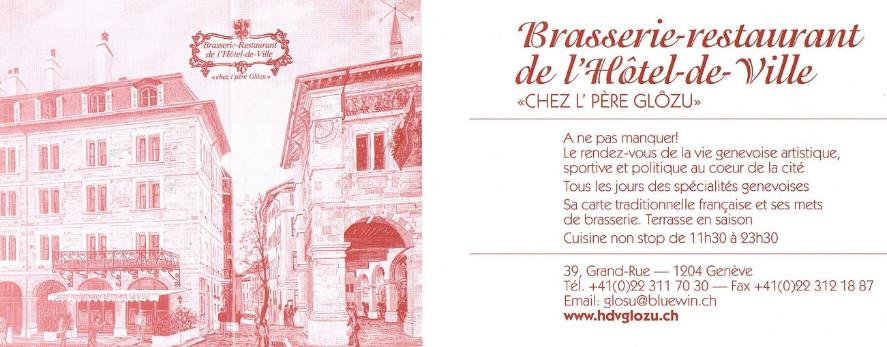 Brasserie-Restaurant
de l'Hôtel-de-Ville
«chez l'père Glôzu»
Brasserie-restaurant
de l'Hôtel-de-Ville
«CHEZ L' PÈRE GLÔZU»
A ne pas manquer!
Le rendez-vous de la vie genevoise artistique,
sportive et politique au coeur de la cité
Tous les jours des spécialités genevoises
Sa carte traditionnelle française et ses mets
de brasserie. Terrasse en saison
Cuisine non stop de 11h30 à 23h30
39, Grand-Rue — 1204 Genève
Tél. +41(0)22 311 70 30 — Fax +41(0)22 312 18 87
Email: glosu@bluewin.ch
www.hdvglozu.ch